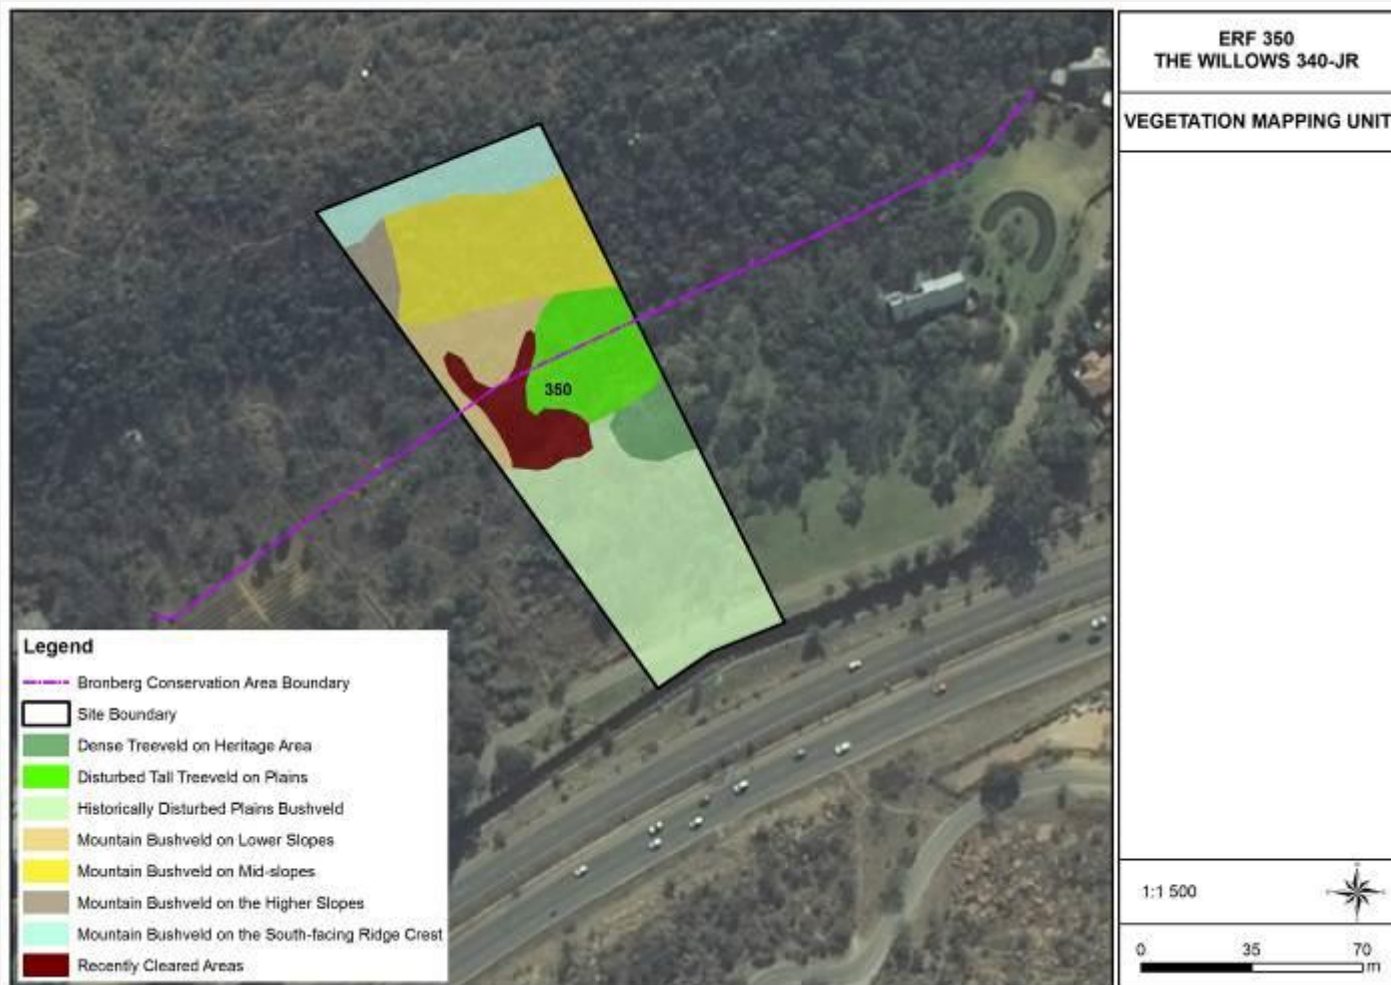 ERF 350
THE WILLOWS 340-JR
VEGETATION MAPPING UNIT
350
Legend
Bronberg Conservation Area Boundary
Site Boundary
Dense Treeveld on Heritage Area
Disturbed Tall Treeveld on Plains
Historically Disturbed Plains Bushveld
Mountain Bushveld on Lower Slopes
Mountain Bushveld on Mid-slopes
Mountain Bushveld on the Higher Slopes
Mountain Bushveld on the South-facing Ridge Crest
Recently Cleared Areas
1:1 500
0 35 70
m